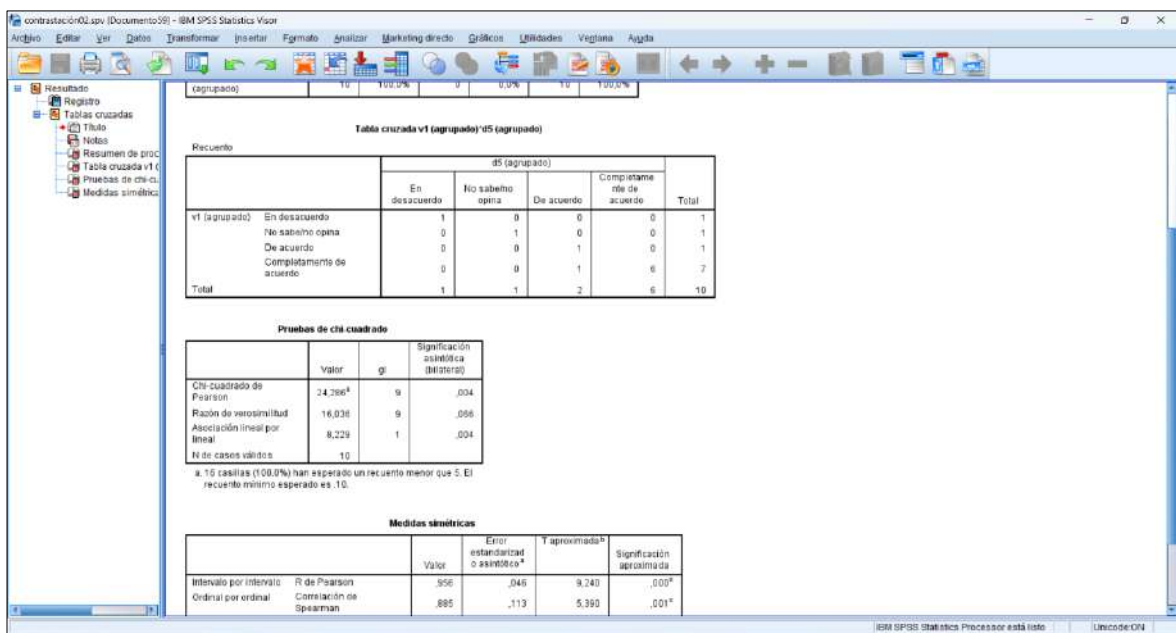 contrastación02.spv [Documento59] - IBM SPSS Statistics Visor
Archivo Editar Ver Datos Transformar Insertar Formato Analizar Marketing directo Gráficos Utilidades Ventana Ayuda
Resultado
Registro
Tablas cruzadas
Título
Notas
Resumen de proc
Tabla cruzada v1 (
Pruebas de chi-cu.
Medidas simétrica
(agrupado) 10 100,0% 0 0,0% 10 100,0%
Tabla cruzada v1 (agrupado)*d5 (agrupado)
Recuento
d5 (agrupado)
En desacuerdo No sabe/no opina De acuerdo Completame nte de acuerdo Total
v1 (agrupado) En desacuerdo 1 0 0 0 1
No sabe/no opina 0 1 0 0 1
De acuerdo 0 0 1 0 1
Completamente de acuerdo 0 0 1 6 7
Total 1 1 2 6 10
Pruebas de chi-cuadrado
Valor gl Significación asintótica (bilateral)
Chi-cuadrado de Pearson 24,286a 9 ,004
Razón de verosimilitud 16,036 9 ,066
Asociación lineal por lineal 8,229 1 ,004
N de casos válidos 10
a. 16 casillas (100,0%) han esperado un recuento menor que 5. El
recuento mínimo esperado es ,10.
Medidas simétricas
Valor Error estandarizad o asintótico a T aproximada b Significación aproximada
Intervalo por intervalo R de Pearson ,956 ,046 9,240 ,000c
Ordinal por ordinal Correlación de Spearman ,885 ,113 5,390 ,001c
IBM SPSS Statistics Processor está listo Unicode:ON